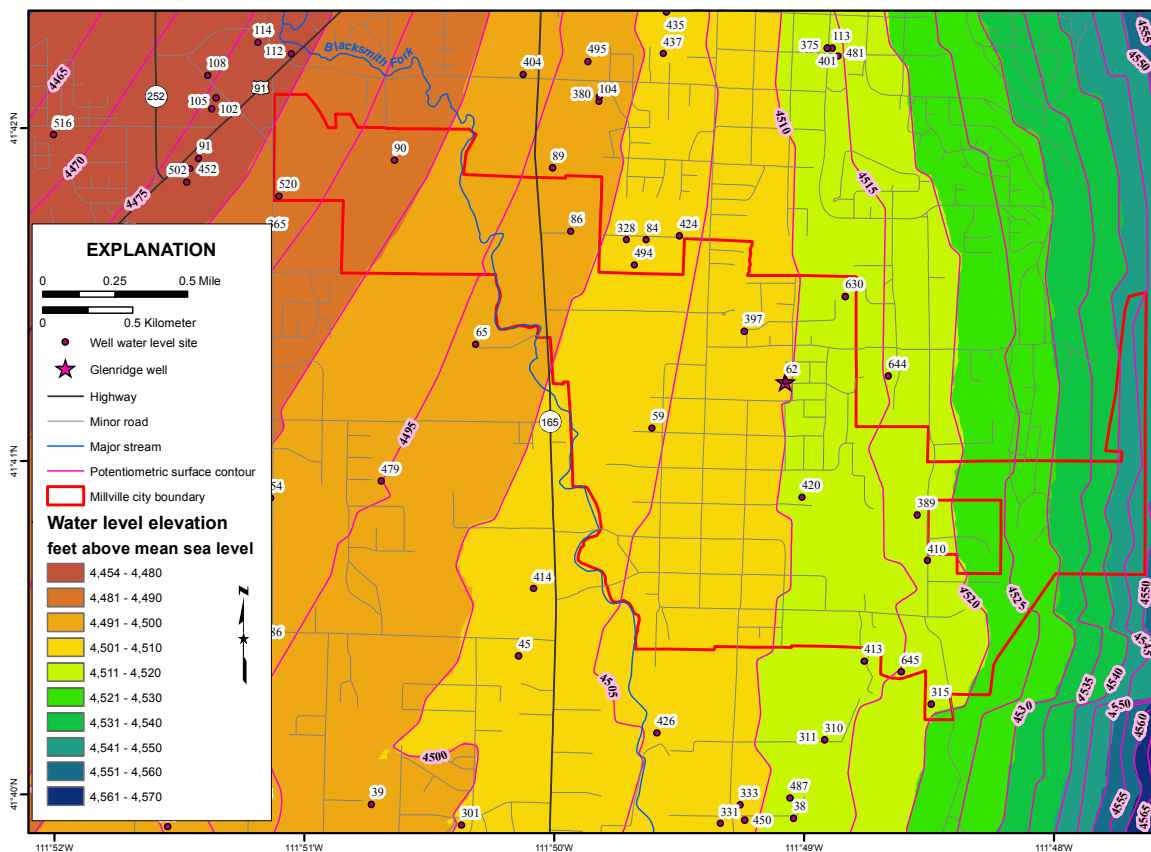 435
4555
4550
114
112
Blacksmith Fork
495
437
375
113
401
481
4465
108
404
91
252
105
102
380
104
4510
41°42'N
516
4470
91
502
452
90
89
4475
520
4515
365
86
328
84
424
494
EXPLANATION
0 0.25 0.5 Mile
0 0.5 Kilometer
Well water level site
Glenridge well
Highway
Minor road
Major stream
Potentiometric surface contour
Millville city boundary
Water level elevation
feet above mean sea level
4,454 - 4,480
4,481 - 4,490
4,491 - 4,500
4,501 - 4,510
4,511 - 4,520
4,521 - 4,530
4,531 - 4,540
4,541 - 4,550
4,551 - 4,560
4,561 - 4,570
N
630
397
65
62
644
165
59
4495
41°41'N
479
54
420
389
410
414
4520
4525
4550
86
45
413
645
4545
4505
4540
4535
315
4530
4550
4560
426
311
310
4500
487
41°40'N
39
333
38
301
331
450
4555
4565
111°52'W
111°51'W
111°50'W
111°49'W
111°48'W